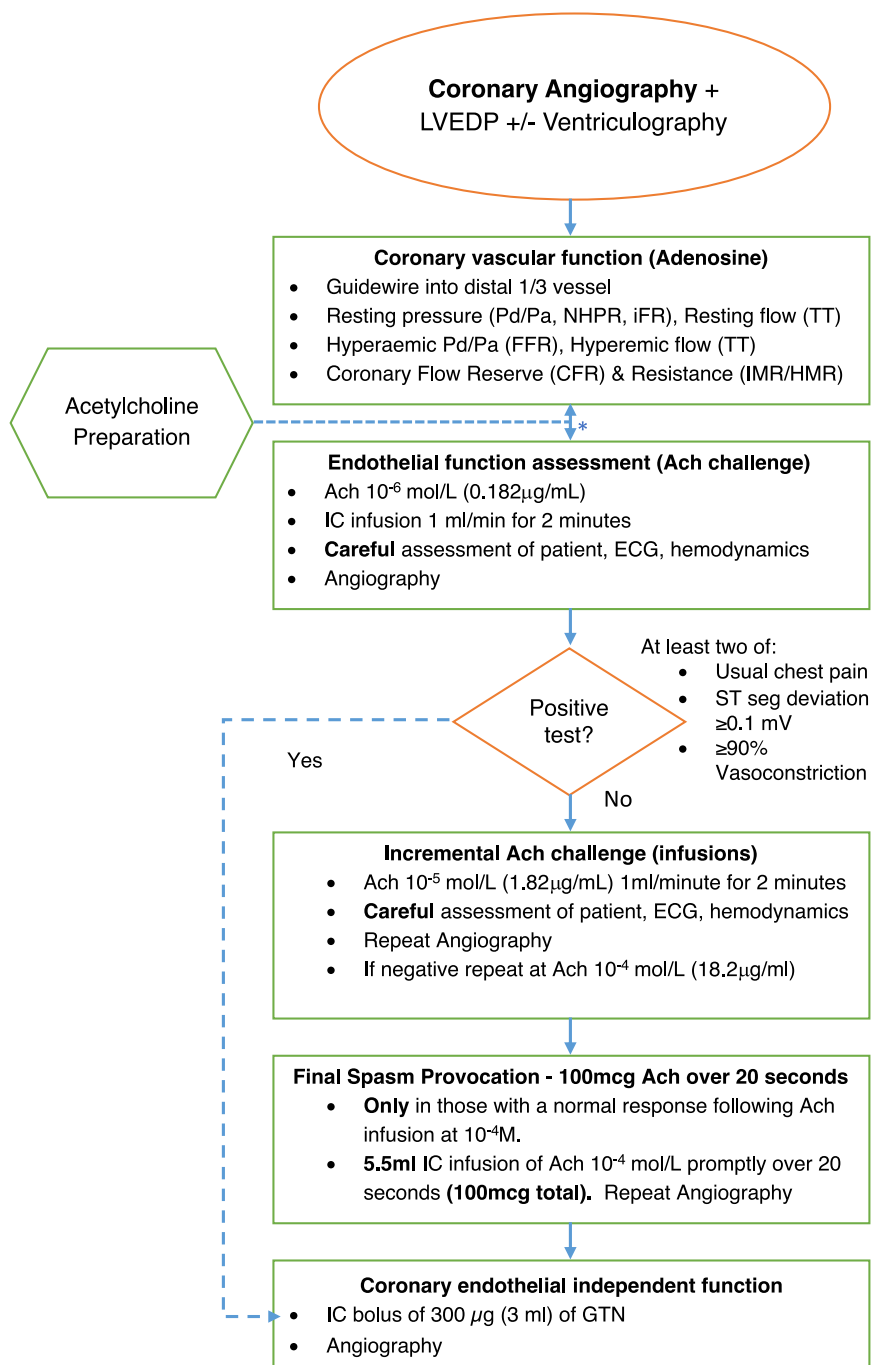 Coronary Angiography +
LVEDP +/- Ventriculography
Coronary vascular function (Adenosine)
• Guidewire into distal 1/3 vessel
• Resting pressure (Pd/Pa, NHPR, iFR), Resting flow (TT)
• Hyperaemic Pd/Pa (FFR), Hyperemic flow (TT)
• Coronary Flow Reserve (CFR) & Resistance (IMR/HMR)
Acetylcholine
Preparation
*
Endothelial function assessment (Ach challenge)
• Ach 10⁻⁶ mol/L (0.182µg/mL)
• IC infusion 1 ml/min for 2 minutes
• Careful assessment of patient, ECG, hemodynamics
• Angiography
Positive
test?
At least two of:
• Usual chest pain
• ST seg deviation
≥0.1 mV
• ≥90%
Vasoconstriction
Yes
No
Incremental Ach challenge (infusions)
• Ach 10⁻⁵ mol/L (1.82µg/mL) 1ml/minute for 2 minutes
• Careful assessment of patient, ECG, hemodynamics
• Repeat Angiography
• If negative repeat at Ach 10⁻⁴ mol/L (18.2µg/ml)
Final Spasm Provocation - 100mcg Ach over 20 seconds
• Only in those with a normal response following Ach
infusion at 10⁻⁴M.
• 5.5ml IC infusion of Ach 10⁻⁴ mol/L promptly over 20
seconds (100mcg total). Repeat Angiography
Coronary endothelial independent function
• IC bolus of 300 µg (3 ml) of GTN
• Angiography